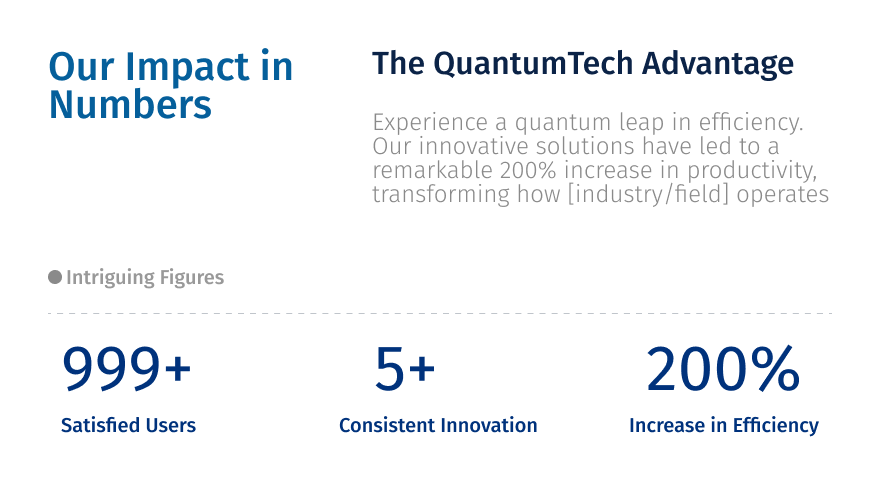 Our Impact in
Numbers
The QuantumTech Advantage
Experience a quantum leap in efficiency.
Our innovative solutions have led to a
remarkable 200% increase in productivity,
transforming how [industry/field] operates
Intriguing Figures
999+
Satisfied Users
5+
Consistent Innovation
200%
Increase in Efficiency